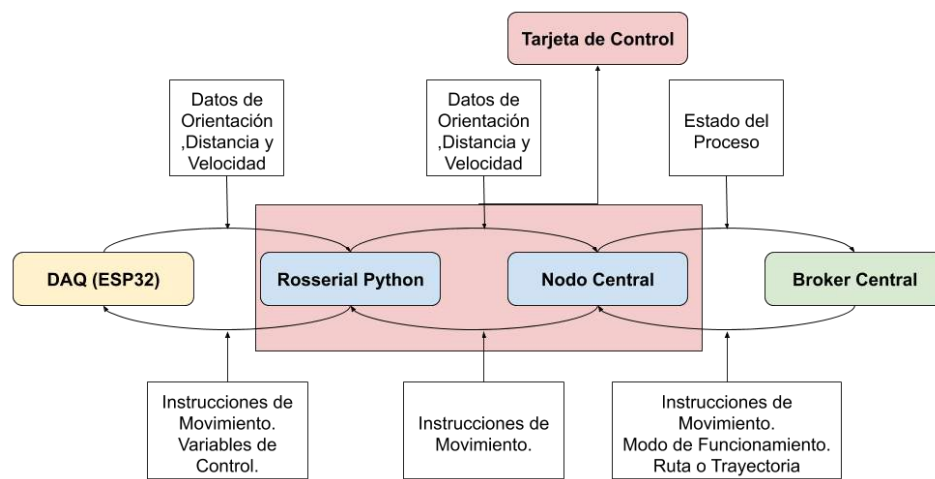 Tarjeta de Control
Datos de
Orientación
,Distancia y
Velocidad
Datos de
Orientación
,Distancia y
Velocidad
Estado del
Proceso
DAQ (ESP32)
Rosserial Python
Nodo Central
Broker Central
Instrucciones de
Movimiento.
Variables de
Control.
Instrucciones de
Movimiento.
Instrucciones de
Movimiento.
Modo de Funcionamiento.
Ruta o Trayectoria